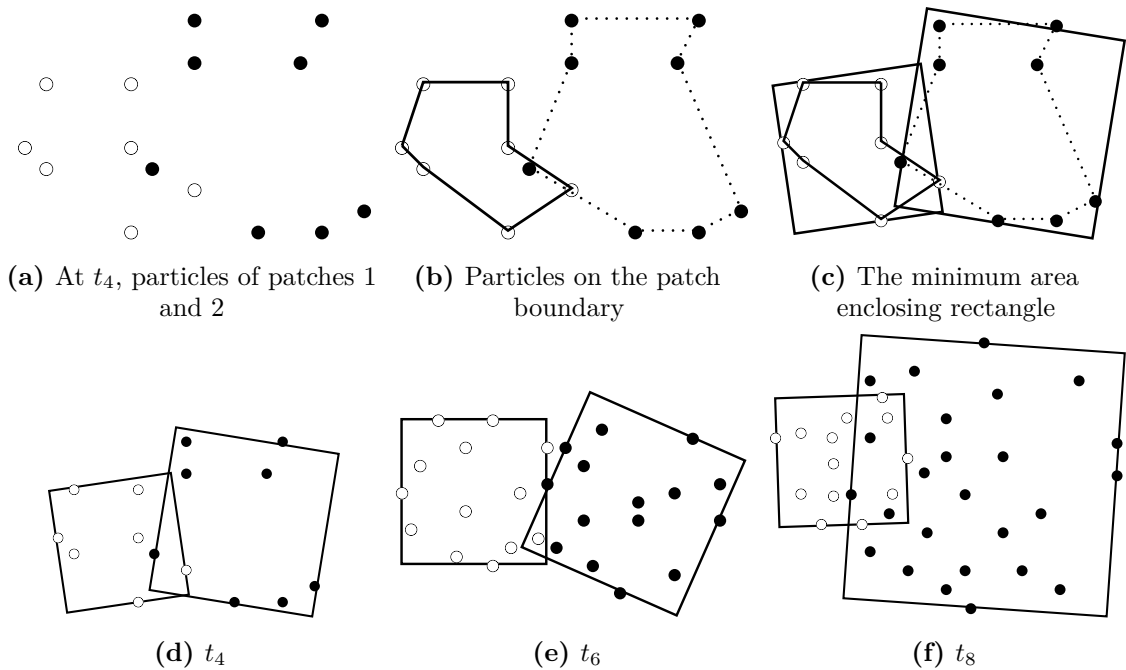 (a) At t₄, particles of patches 1
and 2
(b) Particles on the patch
boundary
(c) The minimum area
enclosing rectangle
(d) t₄
(e) t₆
(f) t₈